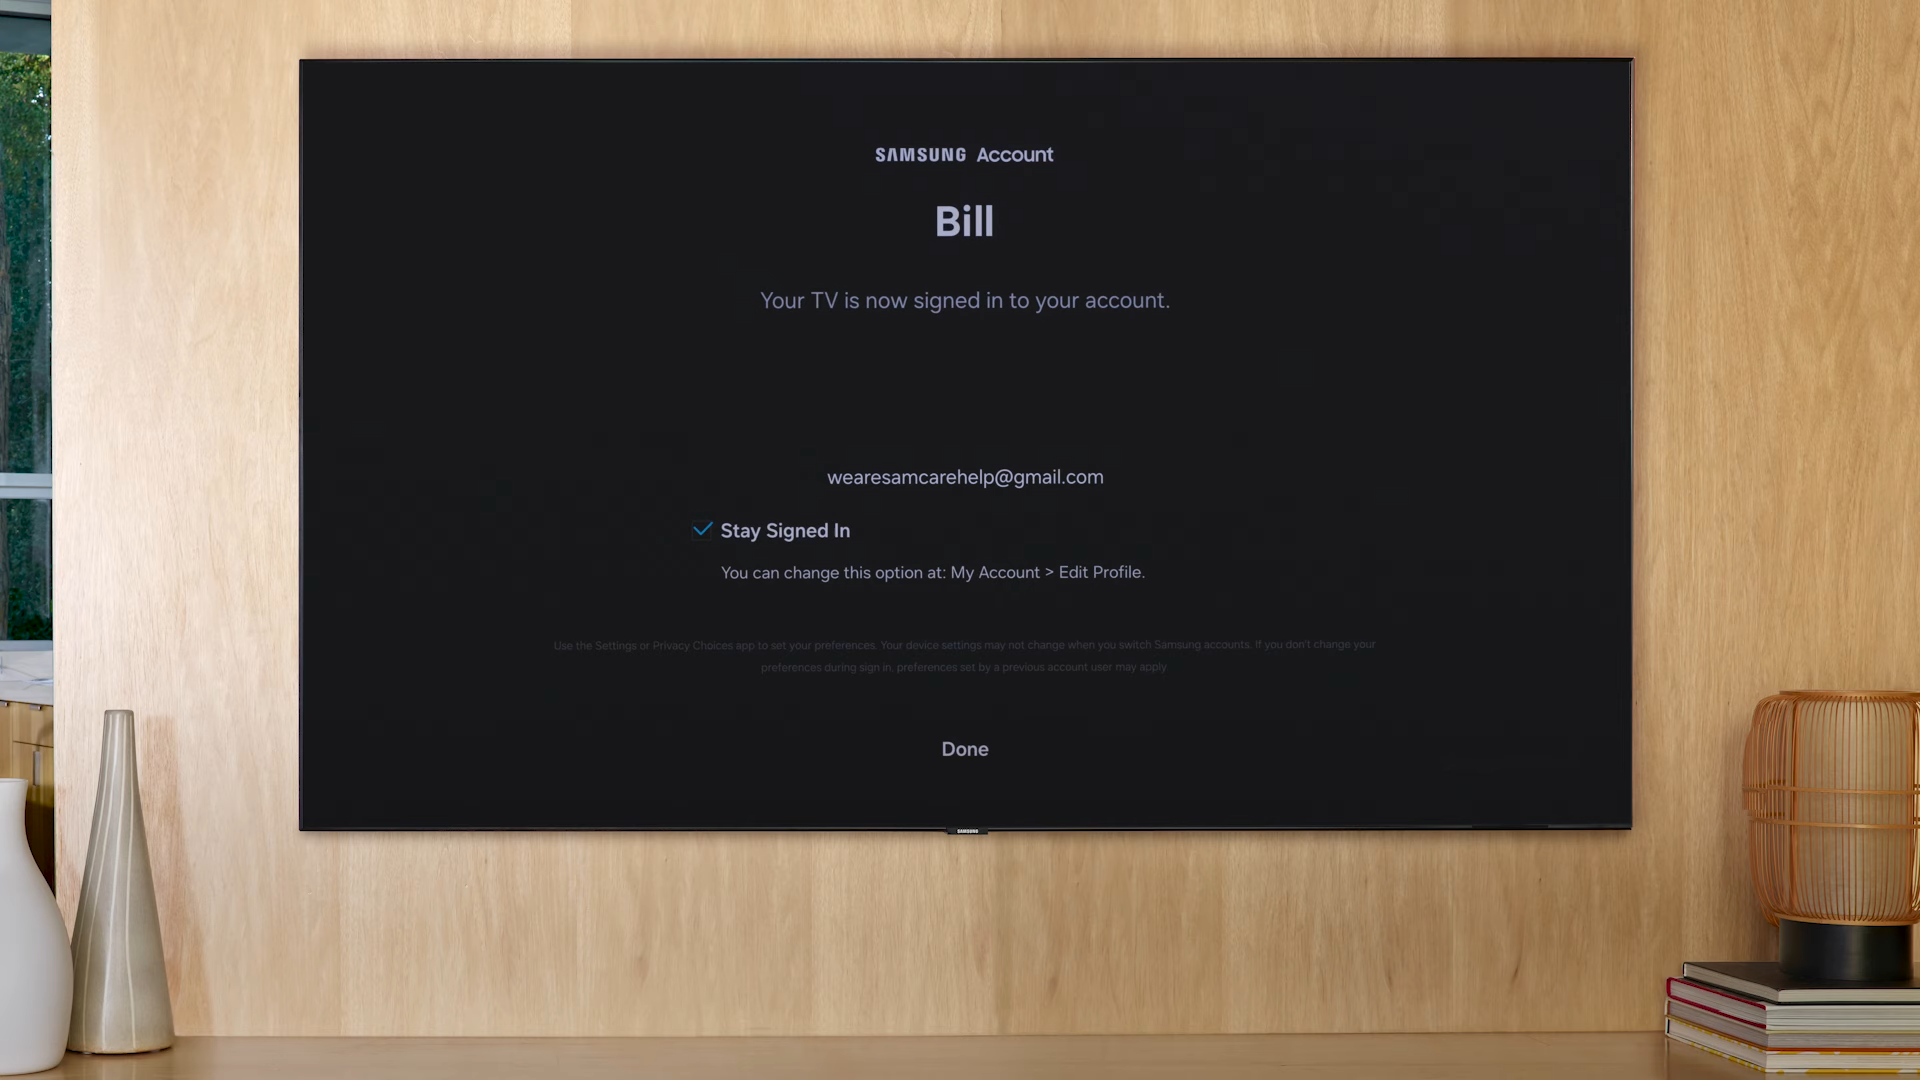 SAMSUNG Account
Bill
Your TV is now signed in to your account.
wearesamcarehelp@gmail.com
Stay Signed In
You can change this option at: My Account > Edit Profile.
Use the Settings or Privacy Choices app to set your preferences. Your device settings may not change when you switch Samsung accounts. If you don't change your
preferences during sign in, preferences set by a previous account user may apply
Done
SAMSUNG